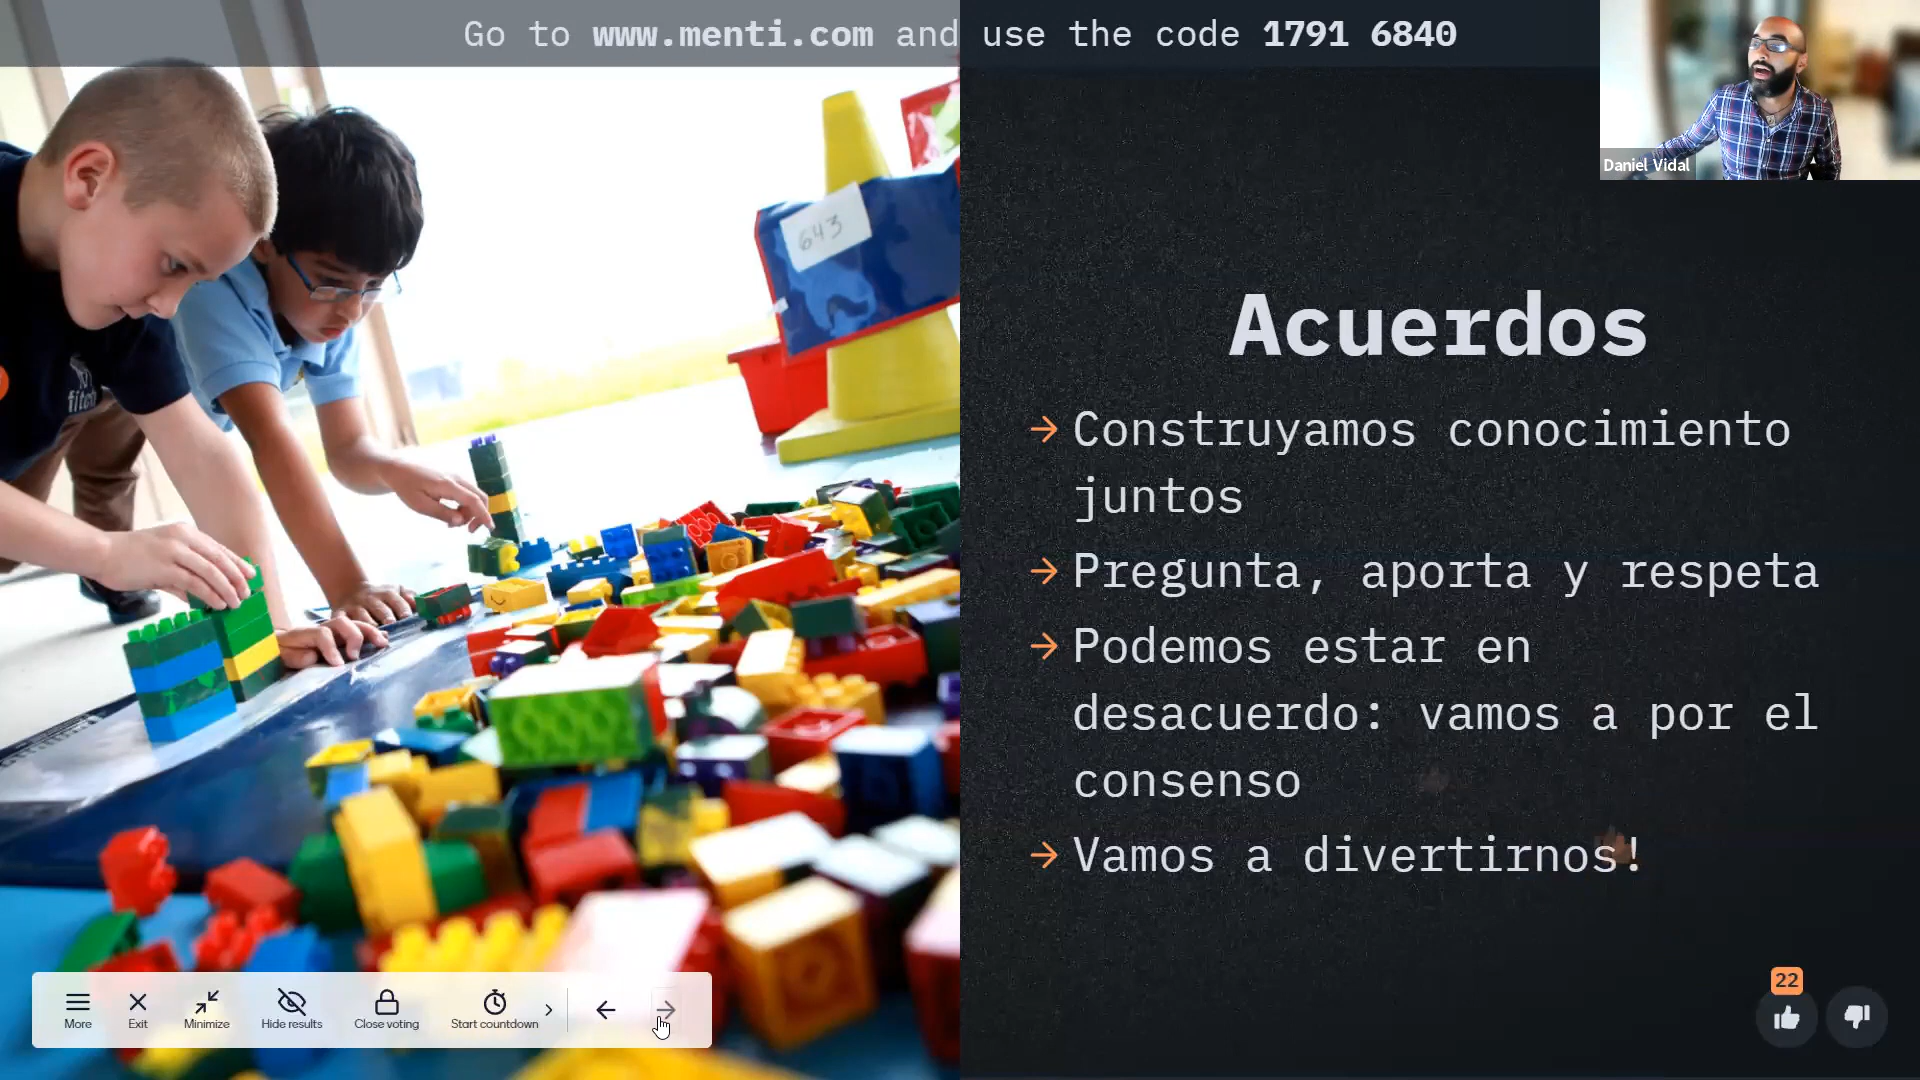 Go to www.menti.com and use the code 1791 6840
Daniel Vidal
643
fitch
Acuerdos
→ Construyamos conocimiento
juntos
→ Pregunta, aporta y respeta
→ Podemos estar en
desacuerdo: vamos a por el
consenso
→ Vamos a divertirnos!
22
More
Exit
Minimize
Hide results
Close voting
Start countdown